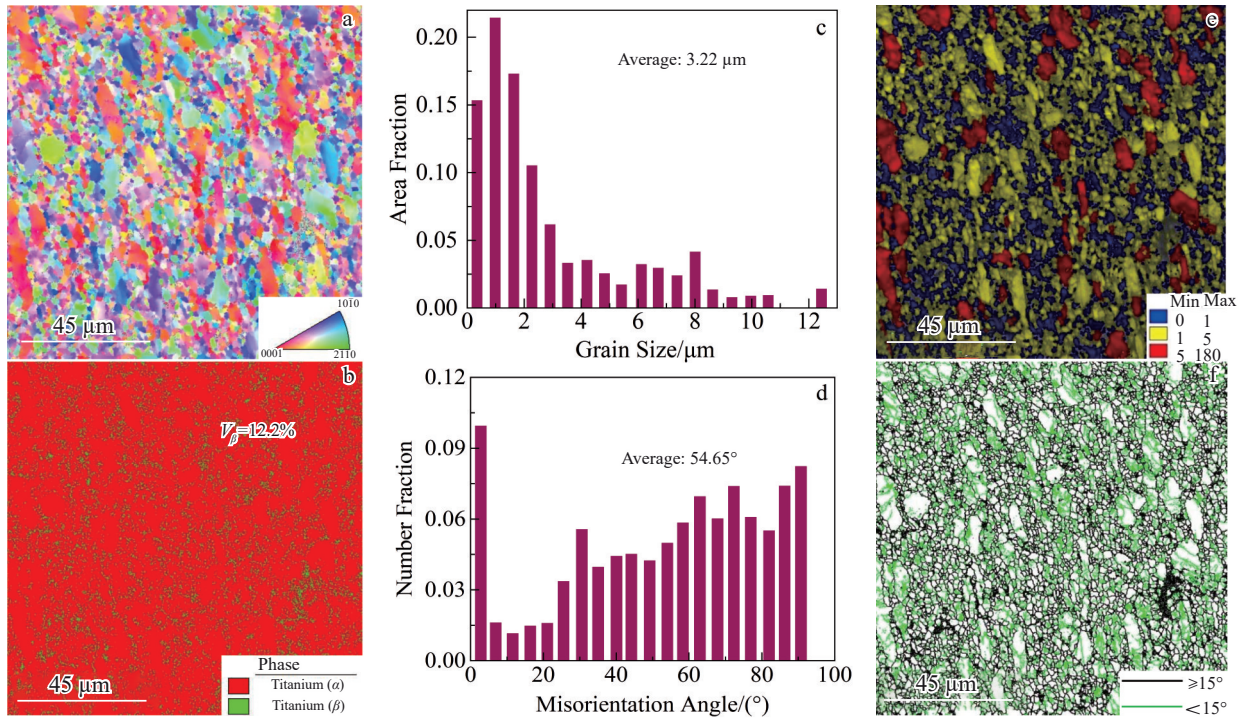 a
45 μm
101̄0
0001
2110
b
Vβ=12.2%
45 μm
Phase
Titanium (α)
Titanium (β)
c
Average: 3.22 μm
Area Fraction
0.20
0.15
0.10
0.05
0.00
0 2 4 6 8 10 12
Grain Size/μm
d
Average: 54.65°
Number Fraction
0.12
0.09
0.06
0.03
0.00
0 20 40 60 80 100
Misorientation Angle/(°)
e
45 μm
Min Max
0 1
1 5
5 180
f
45 μm
≥15°
<15°